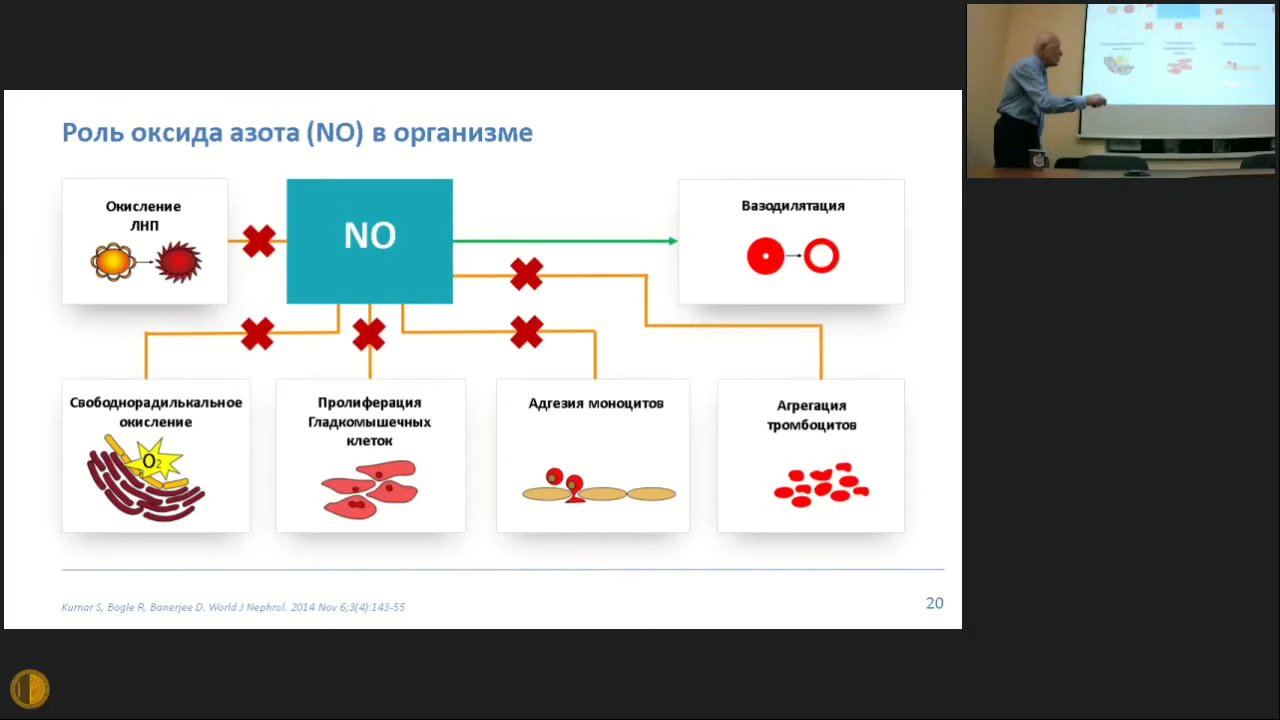 Роль оксида азота (NO) в организме
Окисление
ЛНП
NO
Вазодилятация
Свободнорадилькальное
окисление
O2
Пролиферация
Гладкомышечных
клеток
Адгезия моноцитов
Агрегация
тромбоцитов
Kumar S, Bogle R, Banerjee D. World J Nephrol. 2014 Nov 6;3(4):143-55
20